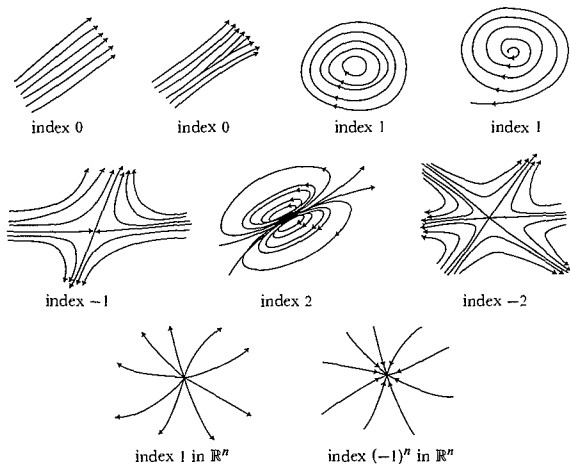 index 0
index 0
index 1
index 1
index −1
index 2
index −2
index 1 in ℝⁿ
index (−1)ⁿ in ℝⁿ